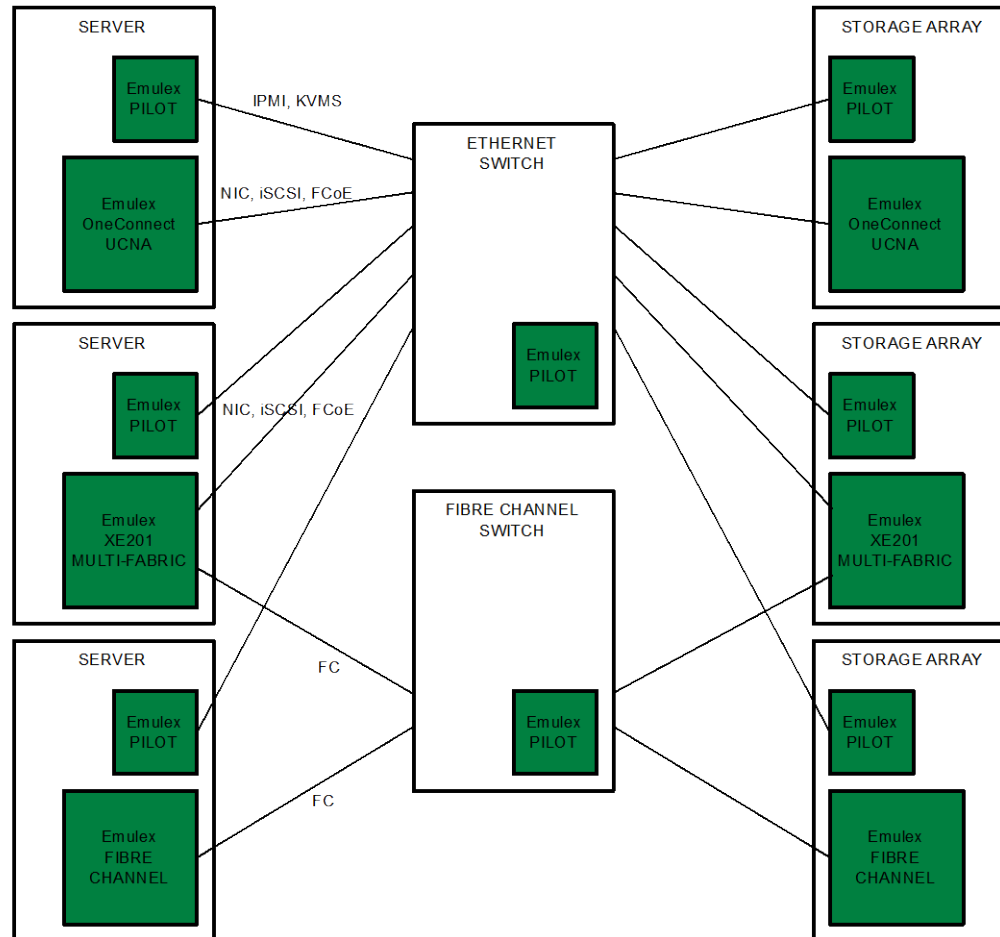 SERVER
Emulex
PILOT
IPMI, KVMS
Emulex
OneConnect
UCNA
NIC, iSCSI, FCoE
SERVER
Emulex
PILOT
NIC, iSCSI, FCoE
Emulex
XE201
MULTI-FABRIC
SERVER
FC
Emulex
PILOT
FC
Emulex
FIBRE
CHANNEL
ETHERNET
SWITCH
Emulex
PILOT
FIBRE CHANNEL
SWITCH
Emulex
PILOT
STORAGE ARRAY
Emulex
PILOT
Emulex
OneConnect
UCNA
STORAGE ARRAY
Emulex
PILOT
Emulex
XE201
MULTI-FABRIC
STORAGE ARRAY
Emulex
PILOT
Emulex
FIBRE
CHANNEL